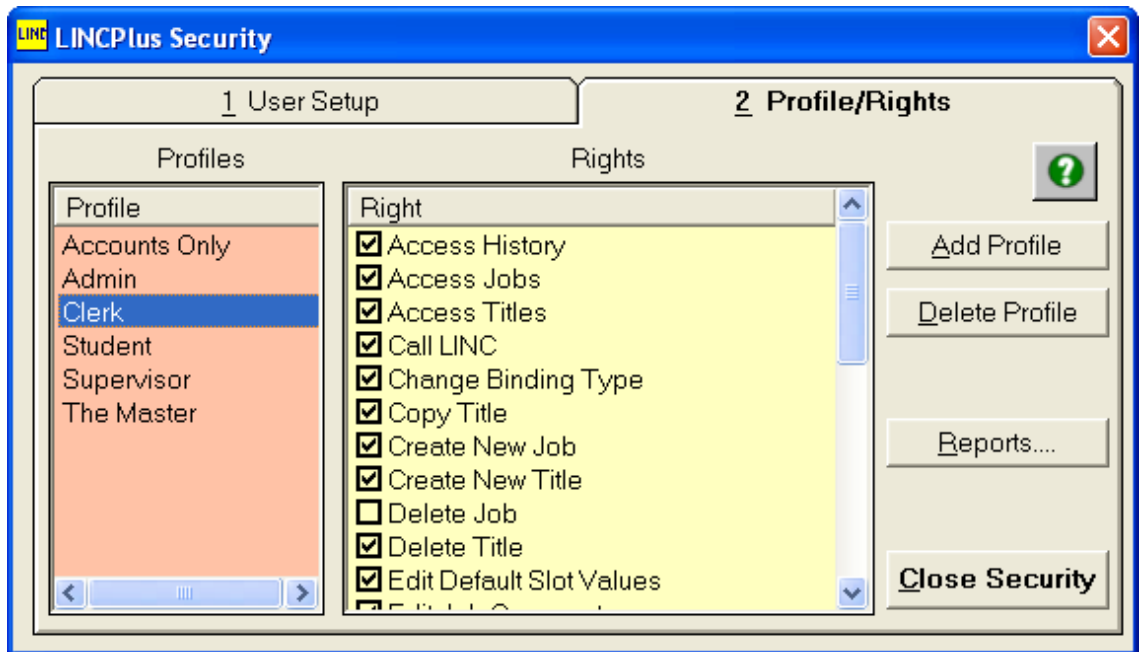 LINC LINCPlus Security
1 User Setup
2 Profile/Rights
Profiles
Rights
Profile
Accounts Only
Admin
Clerk
Student
Supervisor
The Master
Right
Access History
Access Jobs
Access Titles
Call LINC
Change Binding Type
Copy Title
Create New Job
Create New Title
Delete Job
Delete Title
Edit Default Slot Values
?
Add Profile
Delete Profile
Reports....
Close Security